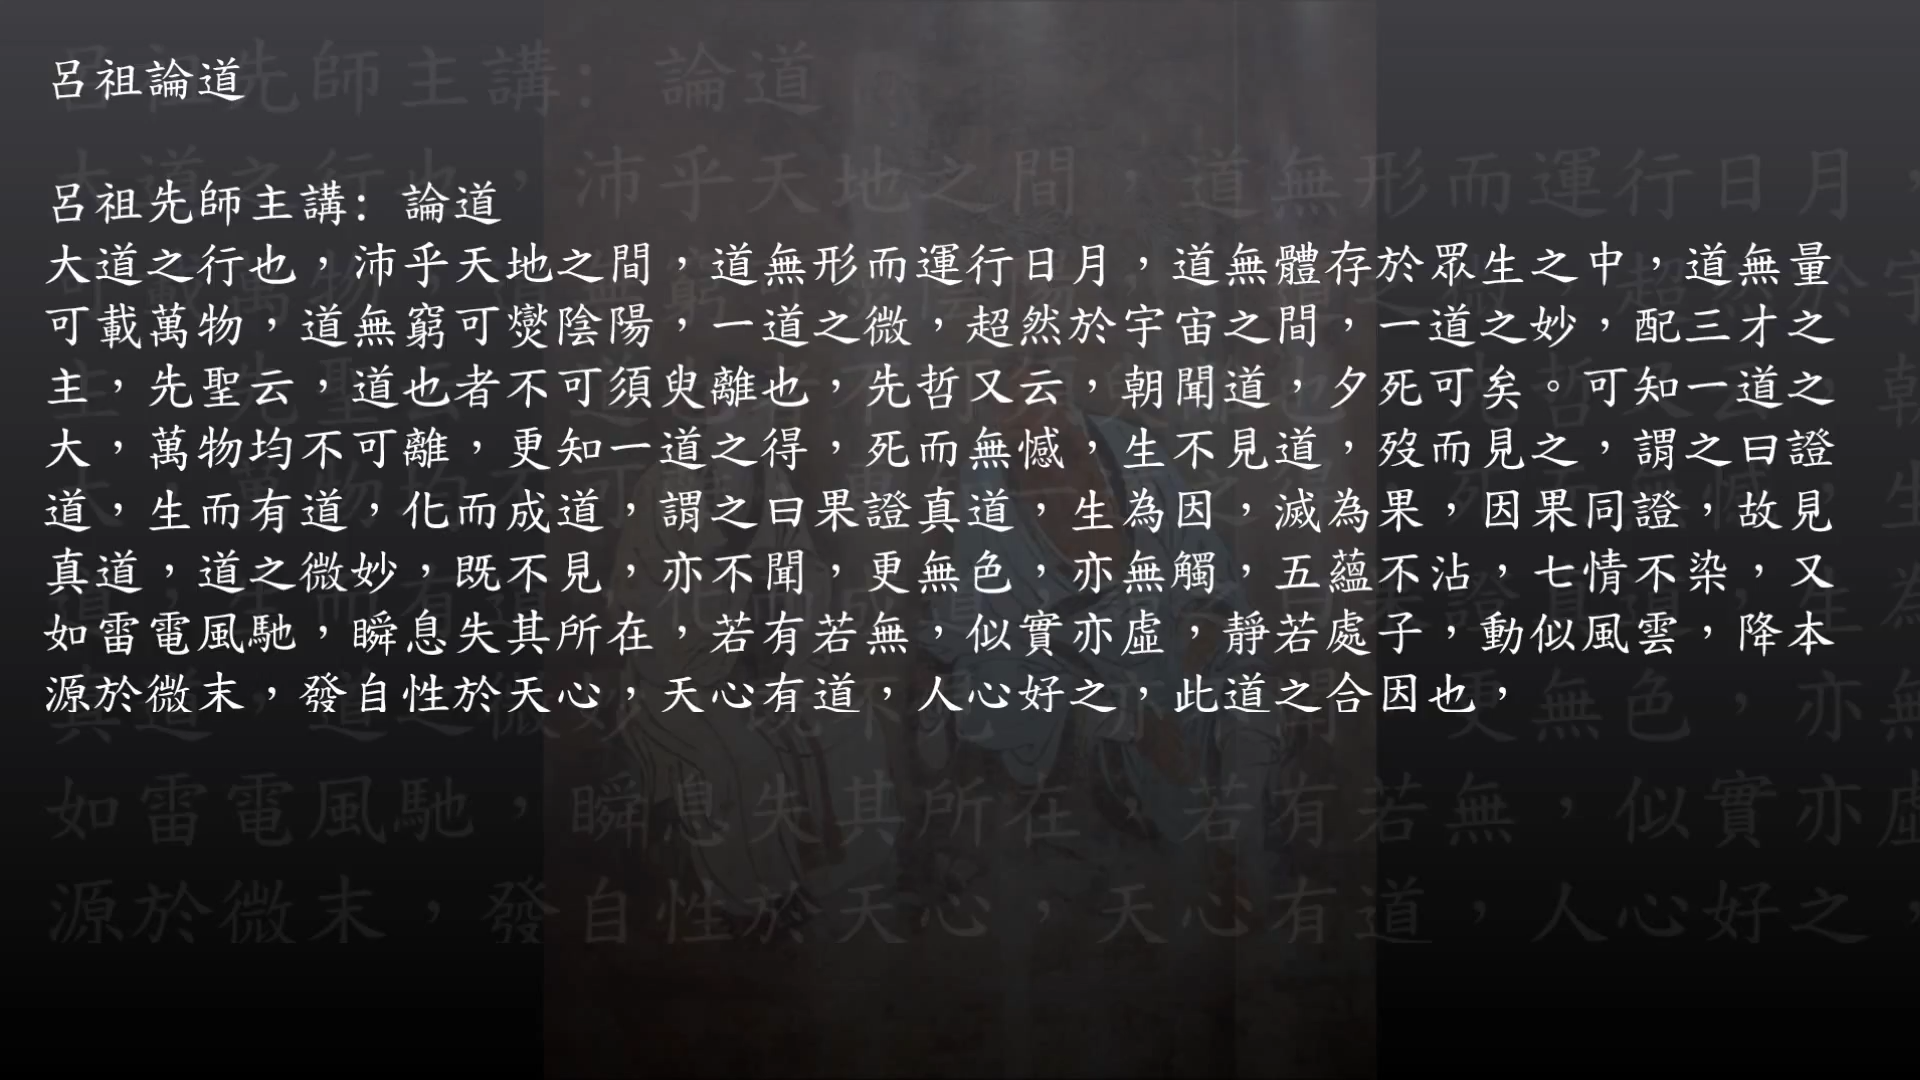 呂祖論道
呂祖先師主講: 論道
大道之行也，沛乎天地之間，道無形而運行日月，道無體存於眾生之中，道無量
可載萬物，道無窮可爕陰陽，一道之微，超然於宇宙之間，一道之妙，配三才之
主，先聖云，道也者不可須臾離也，先哲又云，朝聞道，夕死可矣。可知一道之
大，萬物均不可離，更知一道之得，死而無憾，生不見道，歿而見之，謂之曰證
道，生而有道，化而成道，謂之曰果證真道，生為因，滅為果，因果同證，故見
真道，道之微妙，既不見，亦不聞，更無色，亦無觸，五蘊不沾，七情不染，又
如雷電風馳，瞬息失其所在，若有若無，似實亦虛，靜若處子，動似風雲，降本
源於微末，發自性於天心，天心有道，人心好之，此道之合因也，